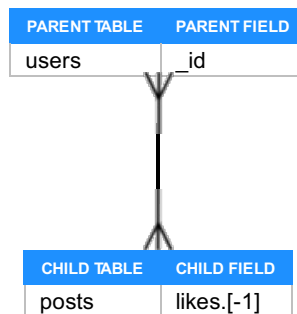 PARENT TABLE PARENT FIELD
users _id
CHILD TABLE CHILD FIELD
posts likes.[-1]